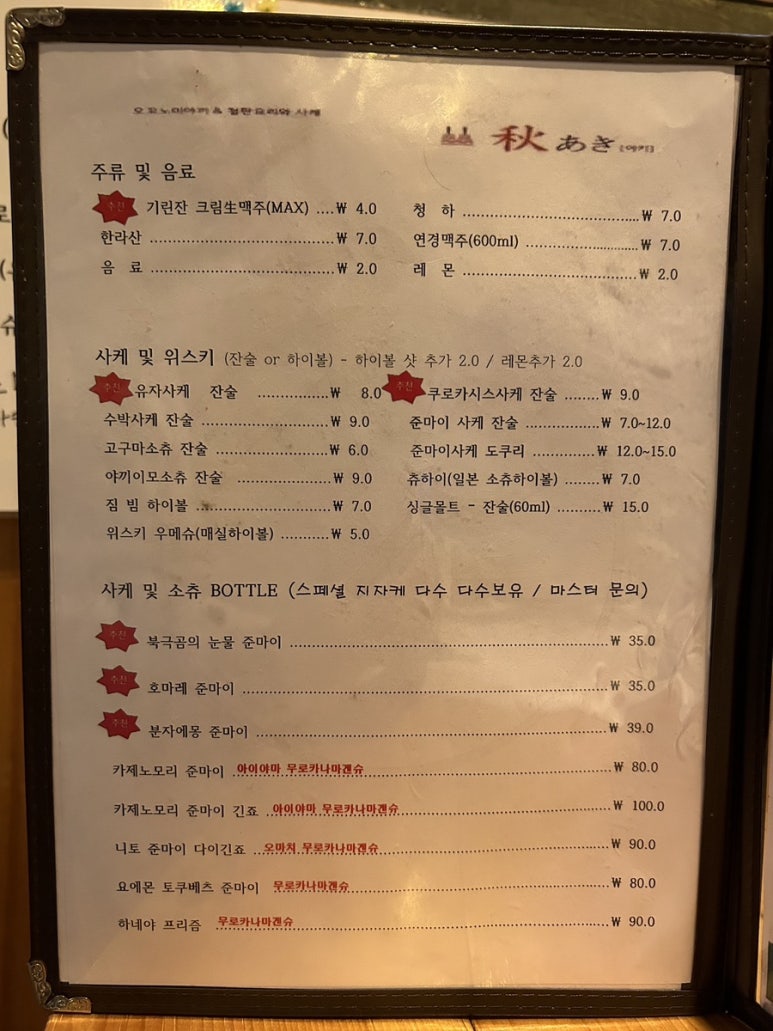 오꼬노미야끼 & 철판요리와 사케
秋 あき [아키]
주류 및 음료
추천 기린잔 크림生맥주(MAX) ....₩ 4.0
청 하 ........................................₩ 7.0
한라산 ........................................₩ 7.0
연경맥주(600ml) ........................₩ 7.0
음 료 ........................................₩ 2.0
레 몬 ........................................₩ 2.0
사케 및 위스키 (잔술 or 하이볼) - 하이볼 샷 추가 2.0 / 레몬추가 2.0
추천 유자사케 잔술 ...............₩ 8.0
추천 쿠로카시스사케 잔술 ........₩ 9.0
수박사케 잔술 ...........................₩ 9.0
준마이 사케 잔술 ..................₩ 7.0~12.0
고구마소츄 잔술 ........................₩ 6.0
준마이사케 도쿠리 ...............₩ 12.0~15.0
야끼이모소츄 잔술 ...................₩ 9.0
츄하이(일본 소츄하이볼) ........₩ 7.0
짐 빔 하이볼 ............................₩ 7.0
싱글몰트 - 잔술(60ml) ..........₩ 15.0
위스키 우메슈(매실하이볼) ...........₩ 5.0
사케 및 소츄 BOTTLE (스페셜 지자케 다수 다수보유 / 마스터 문의)
추천 북극곰의 눈물 준마이 ........................................₩ 35.0
추천 호마레 준마이 ........................................₩ 35.0
추천 분자에몽 준마이 ........................................₩ 39.0
카제노모리 준마이 아이야마 무로카나마겐슈 ........................................₩ 80.0
카제노모리 준마이 긴죠 아이야마 무로카나마겐슈 ........................................₩ 100.0
니토 준마이 다이긴죠 오마치 무로카나마겐슈 ........................................₩ 90.0
요에몬 토쿠베츠 준마이 무로카나마겐슈 ........................................₩ 80.0
하네야 프리즘 무로카나마겐슈 ........................................₩ 90.0